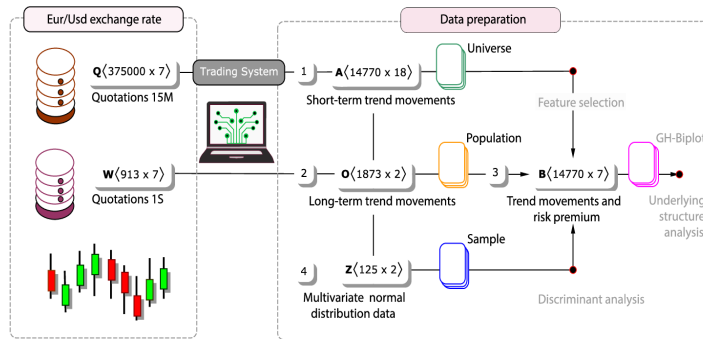 Eur/Usd exchange rate
Data preparation
Q⟨375000 x 7⟩
Quotations 15M
Trading System
1
A⟨14770 x 18⟩
Short-term trend movements
Universe
Feature selection
GH-Biplot
W⟨913 x 7⟩
Quotations 1S
2
O⟨1873 x 2⟩
Long-term trend movements
Population
3
B⟨14770 x 7⟩
Trend movements and
risk premium
Underlying
structure
analysis
4
Z⟨125 x 2⟩
Multivariate normal
distribution data
Sample
Discriminant analysis